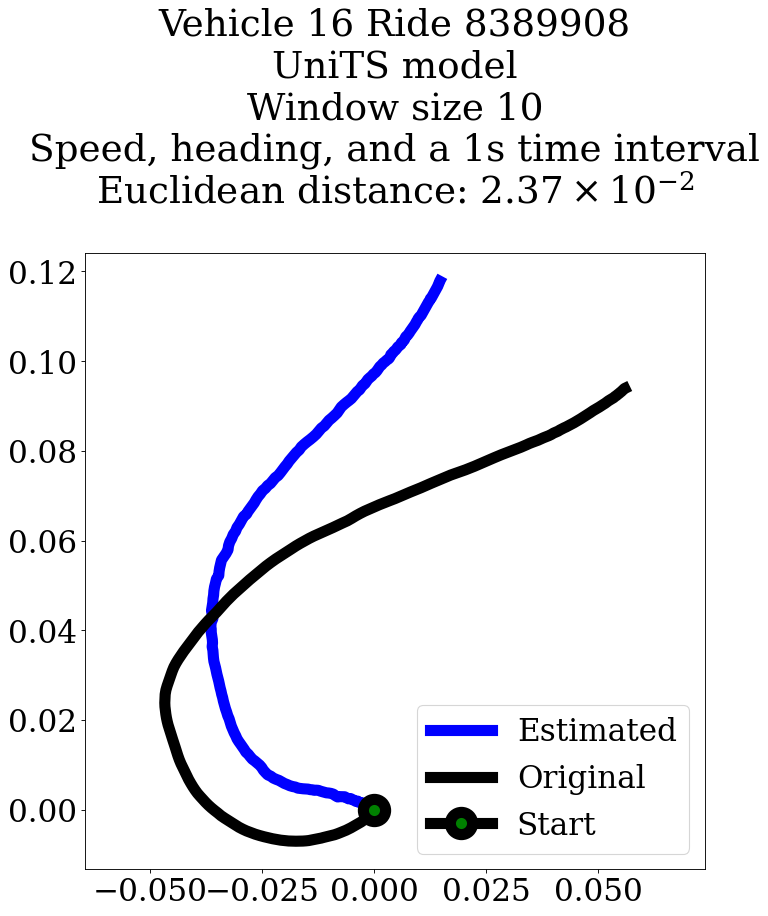 Vehicle 16 Ride 8389908
UniTS model
Window size 10
Speed, heading, and a 1s time interval
Euclidean distance: 2.37 × 10⁻²
0.12
0.10
0.08
0.06
0.04
0.02
0.00
Estimated
Original
Start
−0.050 −0.025 0.000 0.025 0.050